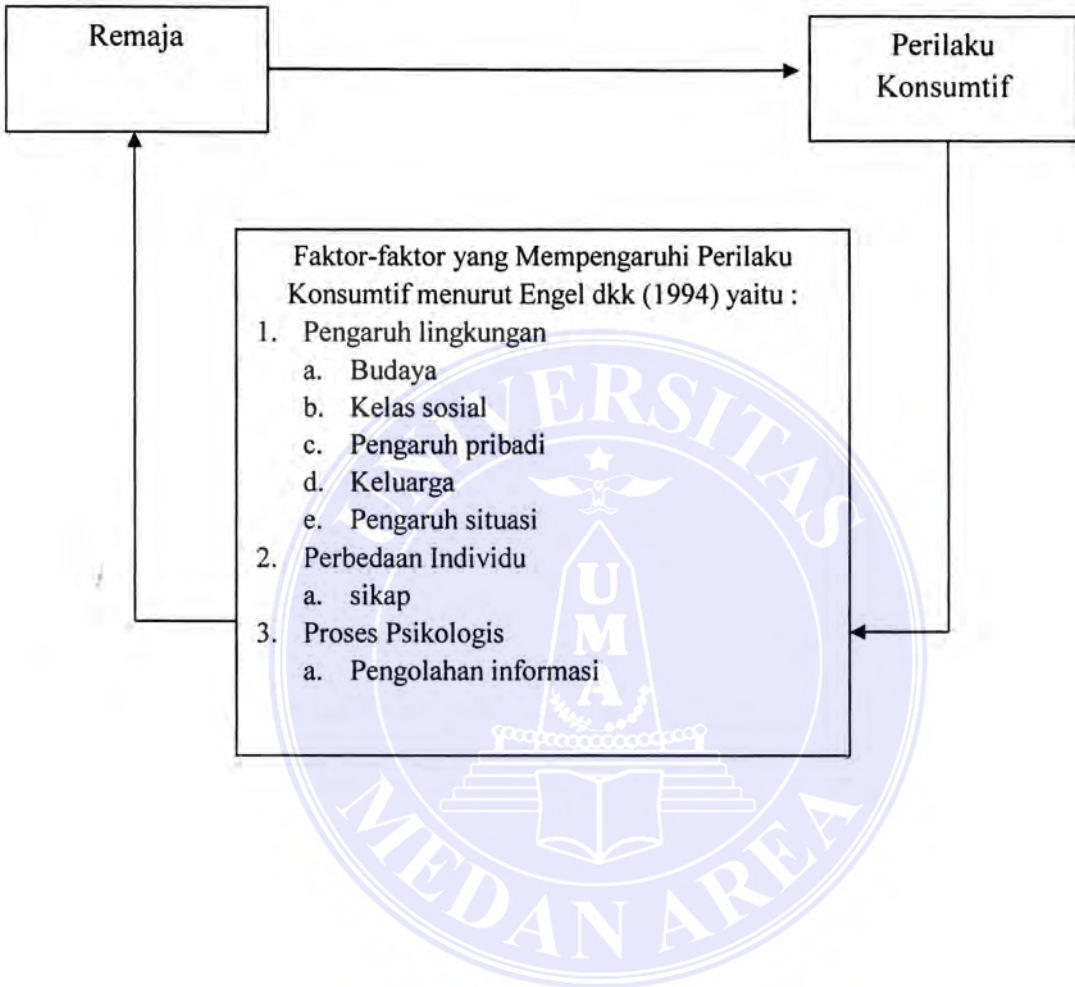 Remaja
Perilaku
Konsumtif
Faktor-faktor yang Mempengaruhi Perilaku
Konsumtif menurut Engel dkk (1994) yaitu :
1. Pengaruh lingkungan
a. Budaya
b. Kelas sosial
c. Pengaruh pribadi
d. Keluarga
e. Pengaruh situasi
2. Perbedaan Individu
a. sikap
3. Proses Psikologis
a. Pengolahan informasi
UNIVERSITAS
UMA
MEDAN AREA